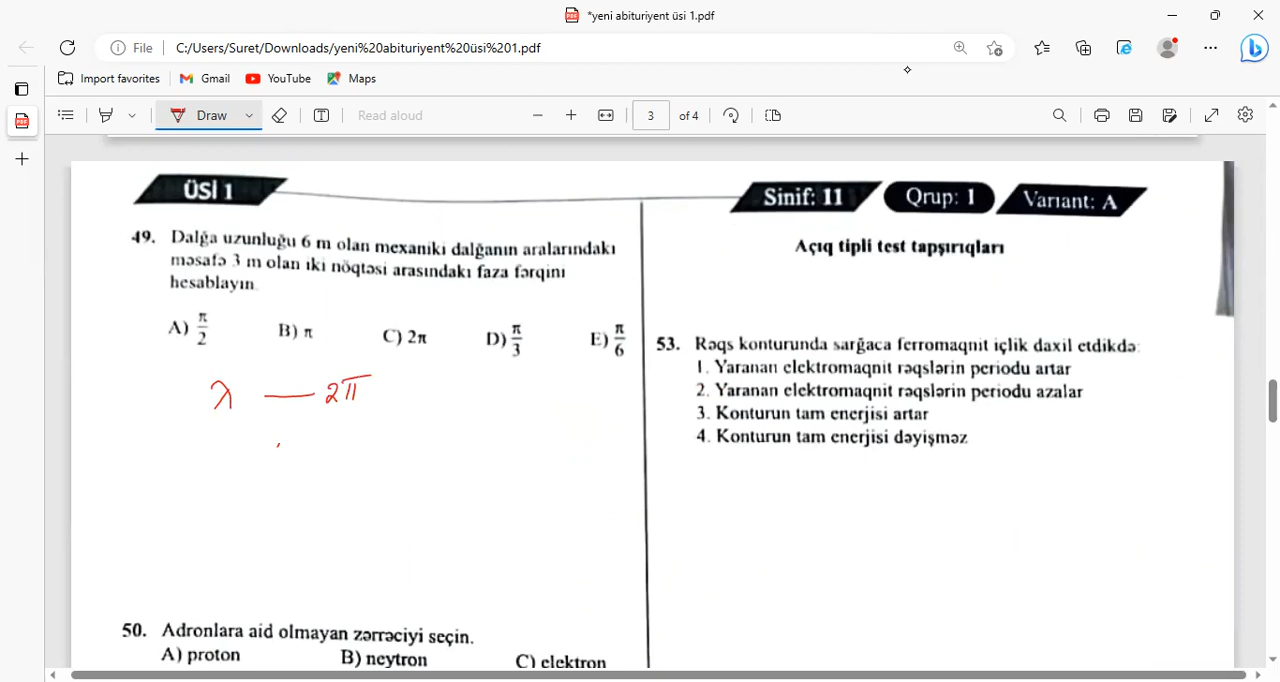 *yeni abituriyent üsi 1.pdf
File
C:/Users/Suret/Downloads/yeni%20abituriyent%20üsi%201.pdf
Import favorites
Gmail
YouTube
Maps
Draw
Read aloud
3 of 4
ÜSİ 1
Sinif: 11
Qrup: 1
Variant: A
49. Dalğa uzunluğu 6 m olan mexaniki dalğanın aralarındakı
məsafə 3 m olan iki nöqtəsi arasındakı faza fərqini
hesablayın.
A) π/2 B) π C) 2π D) π/3 E) π/6
λ — 2π
50. Adronlara aid olmayan zərrəciyi seçin.
A) proton B) neytron C) elektron
Açıq tipli test tapşırıqları
53. Rəqs konturunda sarğaca ferromaqnit içlik daxil etdikdə:
1. Yaranan elektromaqnit rəqslərin periodu artar
2. Yaranan elektromaqnit rəqslərin periodu azalar
3. Konturun tam enerjisi artar
4. Konturun tam enerjisi dəyişməz